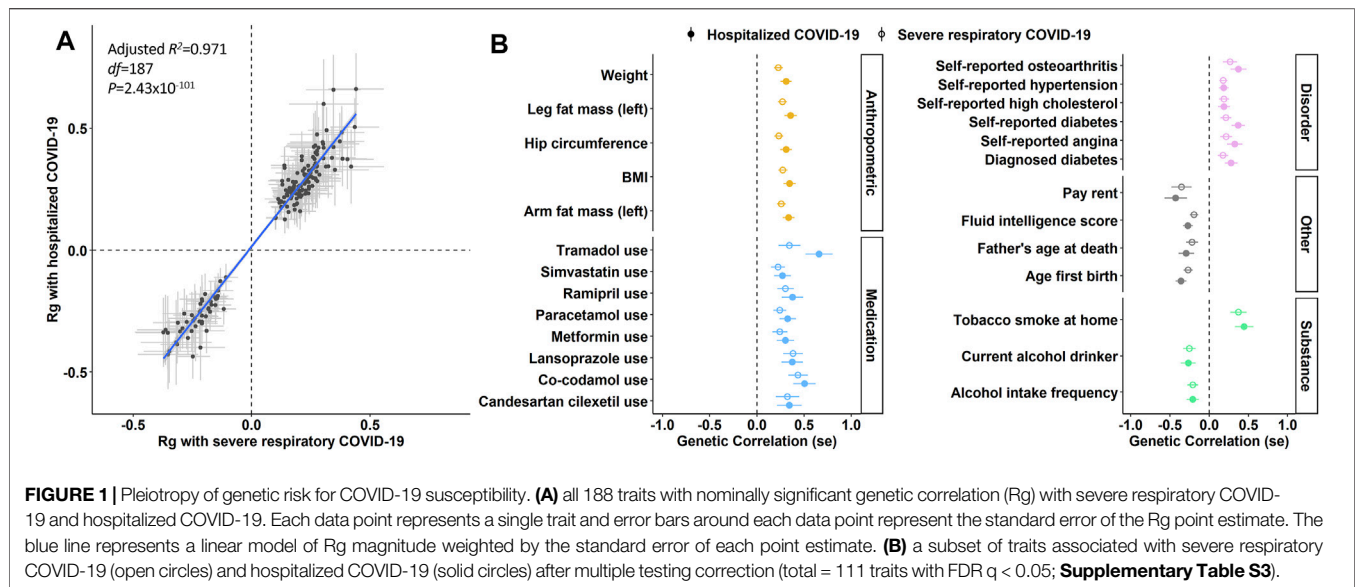 A
Adjusted R²=0.971
df=187
P=2.43x10⁻¹⁰¹
Rg with hospitalized COVID-19
0.5
0.0
-0.5
-0.5
0.0
0.5
Rg with severe respiratory COVID-19
B
Hospitalized COVID-19
Severe respiratory COVID-19
Weight
Leg fat mass (left)
Hip circumference
BMI
Arm fat mass (left)
Anthropometric
Tramadol use
Simvastatin use
Ramipril use
Paracetamol use
Metformin use
Lansoprazole use
Co-codamol use
Candesartan cilexetil use
Medication
-1.0 -0.5 0.0 0.5 1.0
Genetic Correlation (se)
Self-reported osteoarthritis
Self-reported hypertension
Self-reported high cholesterol
Self-reported diabetes
Self-reported angina
Diagnosed diabetes
Disorder
Pay rent
Fluid intelligence score
Father's age at death
Age first birth
Other
Tobacco smoke at home
Current alcohol drinker
Alcohol intake frequency
Substance
-1.0 -0.5 0.0 0.5 1.0
Genetic Correlation (se)
FIGURE 1 | Pleiotropy of genetic risk for COVID-19 susceptibility. (A) all 188 traits with nominally significant genetic correlation (Rg) with severe respiratory COVID-
19 and hospitalized COVID-19. Each data point represents a single trait and error bars around each data point represent the standard error of the Rg point estimate. The
blue line represents a linear model of Rg magnitude weighted by the standard error of each point estimate. (B) a subset of traits associated with severe respiratory
COVID-19 (open circles) and hospitalized COVID-19 (solid circles) after multiple testing correction (total = 111 traits with FDR q < 0.05; Supplementary Table S3).